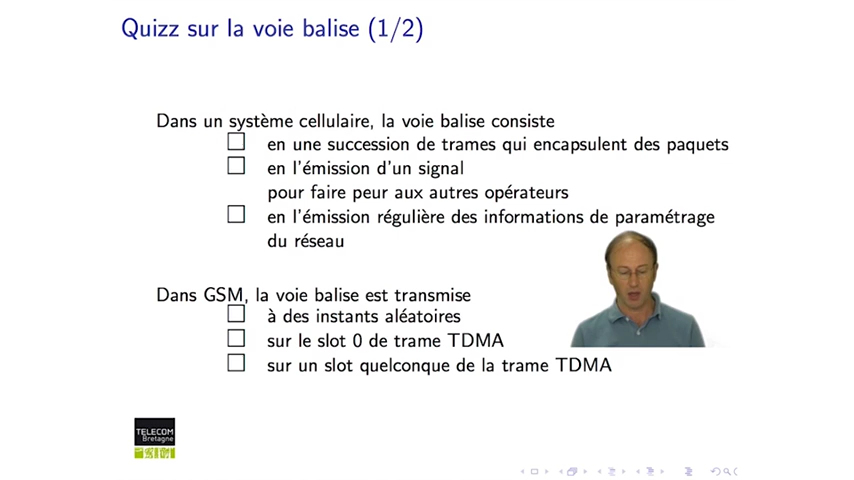 Quizz sur la voie balise (1/2)
Dans un système cellulaire, la voie balise consiste
en une succession de trames qui encapsulent des paquets
en l'émission d'un signal
pour faire peur aux autres opérateurs
en l'émission régulière des informations de paramétrage
du réseau
Dans GSM, la voie balise est transmise
à des instants aléatoires
sur le slot 0 de trame TDMA
sur un slot quelconque de la trame TDMA
TELECOM
Bretagne